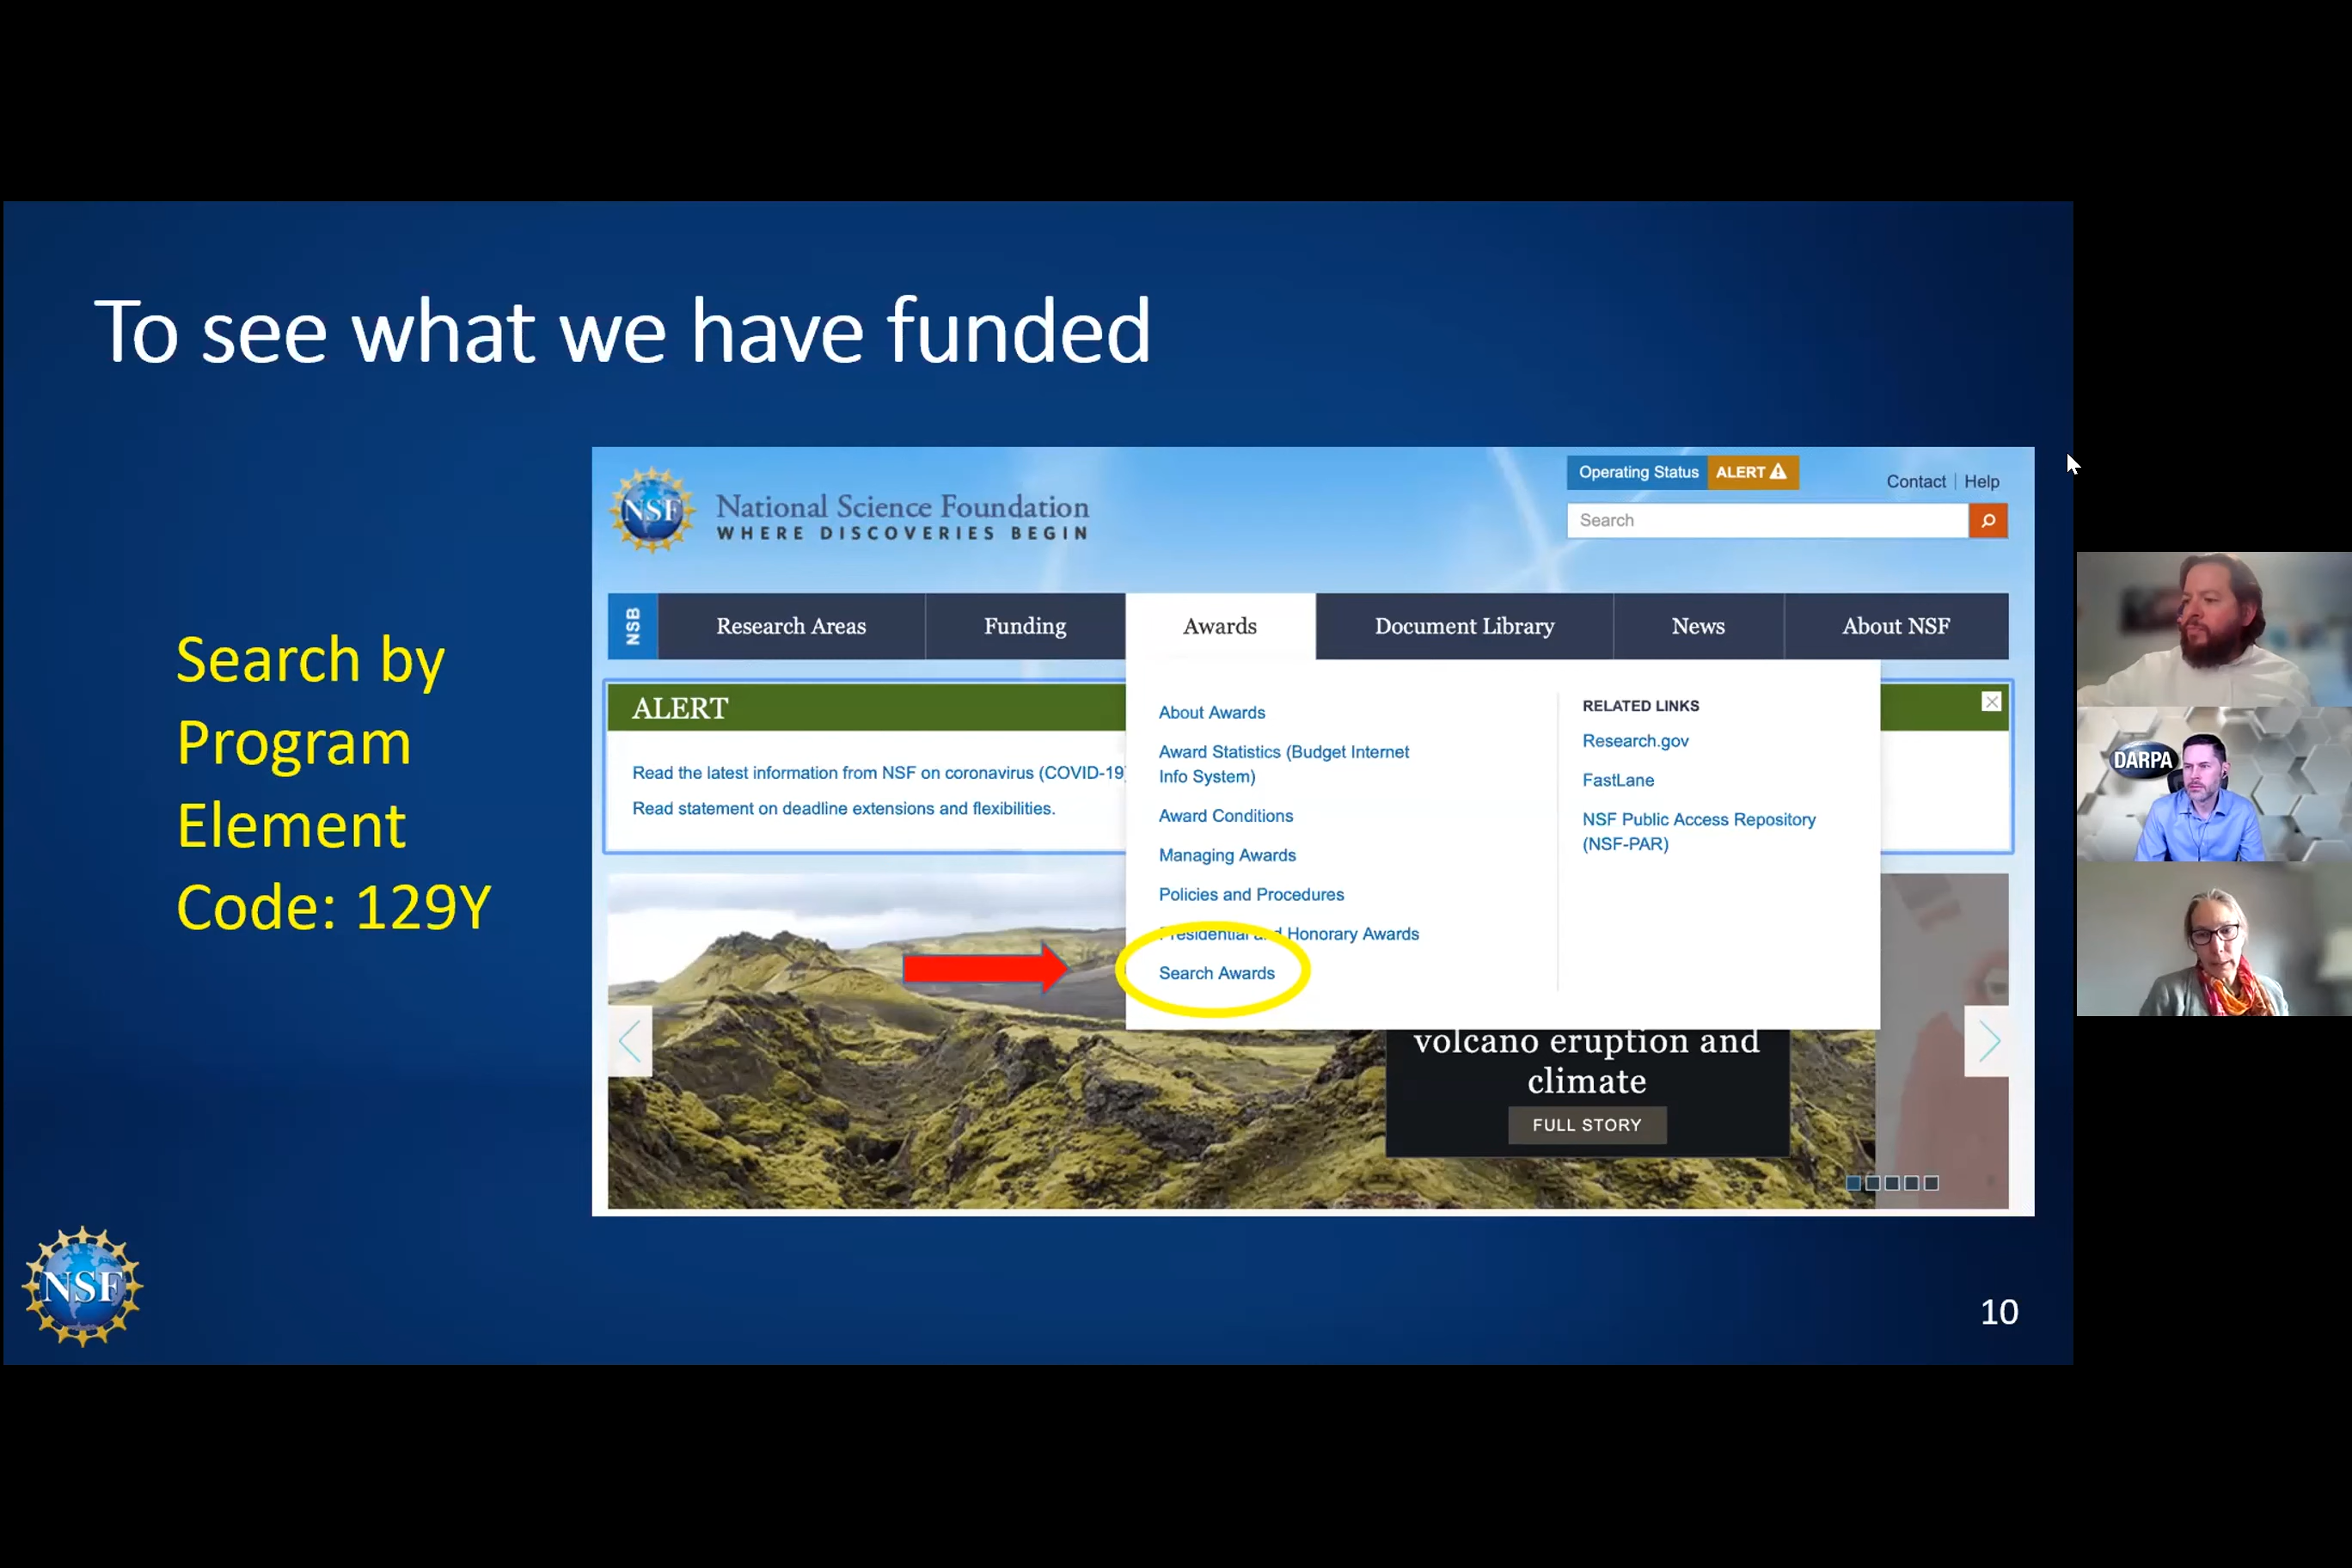 To see what we have funded
Search by
Program
Element
Code: 129Y
NSF
National Science Foundation
WHERE DISCOVERIES BEGIN
Operating Status ALERT
Contact | Help
Search
NSB
Research Areas
Funding
Awards
Document Library
News
About NSF
ALERT
Read the latest information from NSF on coronavirus (COVID-19)
Read statement on deadline extensions and flexibilities.
About Awards
Award Statistics (Budget Internet
Info System)
Award Conditions
Managing Awards
Policies and Procedures
Presidential and Honorary Awards
Search Awards
RELATED LINKS
Research.gov
FastLane
NSF Public Access Repository
(NSF-PAR)
volcano eruption and
climate
FULL STORY
NSF
10
DARPA